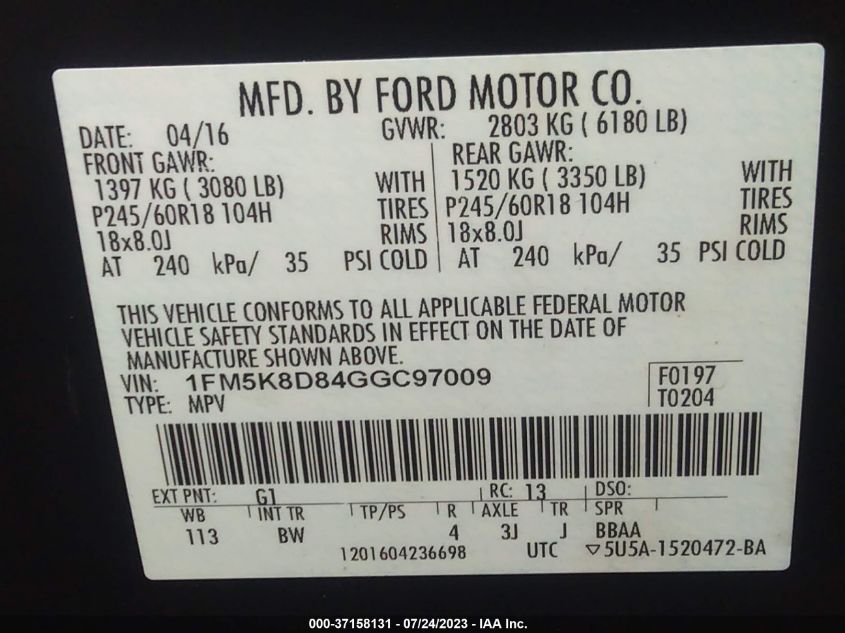 MFD. BY FORD MOTOR CO.
DATE: 04/16 GVWR: 2803 KG ( 6180 LB)
FRONT GAWR: REAR GAWR:
1397 KG ( 3080 LB) WITH 1520 KG ( 3350 LB) WITH
P245/60R18 104H TIRES P245/60R18 104H TIRES
18x8.0J RIMS 18x8.0J RIMS
AT 240 kPa/ 35 PSI COLD AT 240 kPa/ 35 PSI COLD
THIS VEHICLE CONFORMS TO ALL APPLICABLE FEDERAL MOTOR
VEHICLE SAFETY STANDARDS IN EFFECT ON THE DATE OF
MANUFACTURE SHOWN ABOVE.
VIN: 1FM5K8D84GGC97009 F0197
TYPE: MPV T0204
EXT PNT: G1 RC: 13 DSO:
WB INT TR TP/PS R AXLE TR SPR
113 BW 4 3J J BBAA
1201604236698 UTC ▽5U5A-1520472-BA
000-37158131 - 07/24/2023 - IAA Inc.